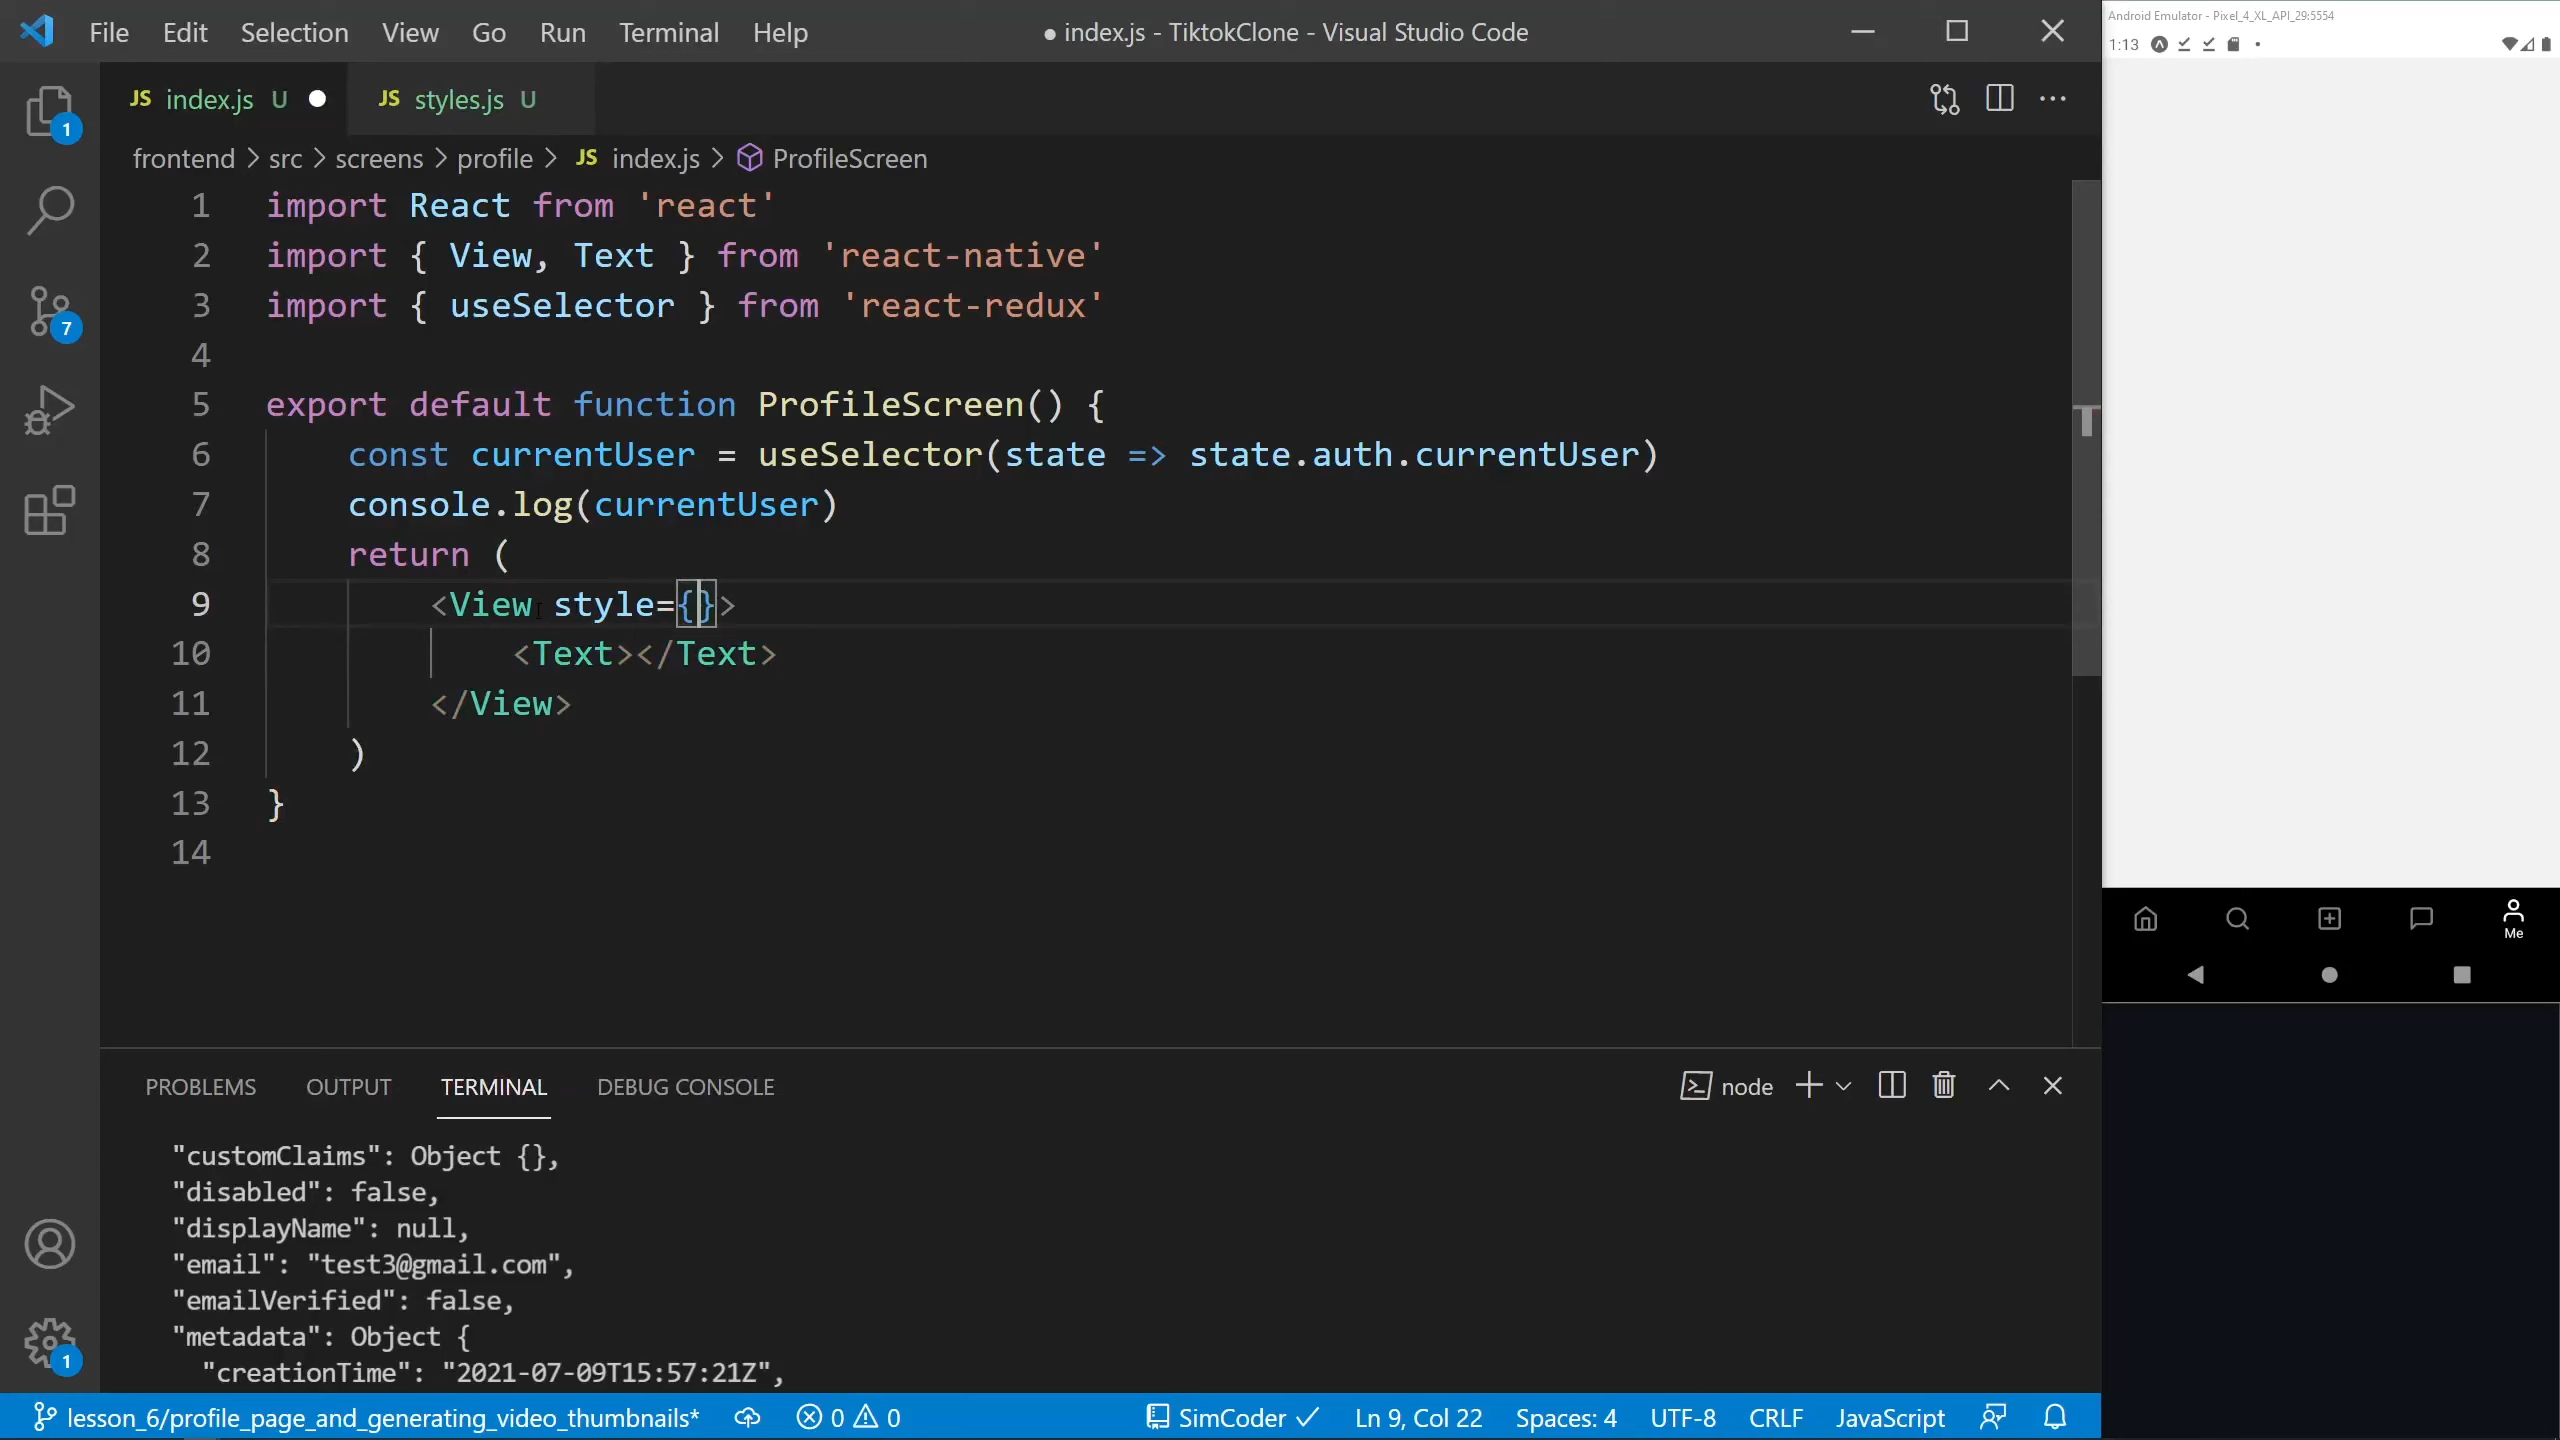 File Edit Selection View Go Run Terminal Help
● index.js - TiktokClone - Visual Studio Code
JS index.js U ● JS styles.js U
frontend > src > screens > profile > JS index.js > ProfileScreen
1 import React from 'react'
2 import { View, Text } from 'react-native'
3 import { useSelector } from 'react-redux'
4
5 export default function ProfileScreen() {
6 const currentUser = useSelector(state => state.auth.currentUser)
7 console.log(currentUser)
8 return (
9 <View style={}>
10 <Text></Text>
11 </View>
12 )
13 }
14
PROBLEMS OUTPUT TERMINAL DEBUG CONSOLE
node
"customClaims": Object {},
"disabled": false,
"displayName": null,
"email": "test3@gmail.com",
"emailVerified": false,
"metadata": Object {
"creationTime": "2021-07-09T15:57:21Z",
1
7
1
lesson_6/profile_page_and_generating_video_thumbnails* 0 0 SimCoder ✓ Ln 9, Col 22 Spaces: 4 UTF-8 CRLF JavaScript
Android Emulator - Pixel_4_XL_API_29:5554
1:13
Me